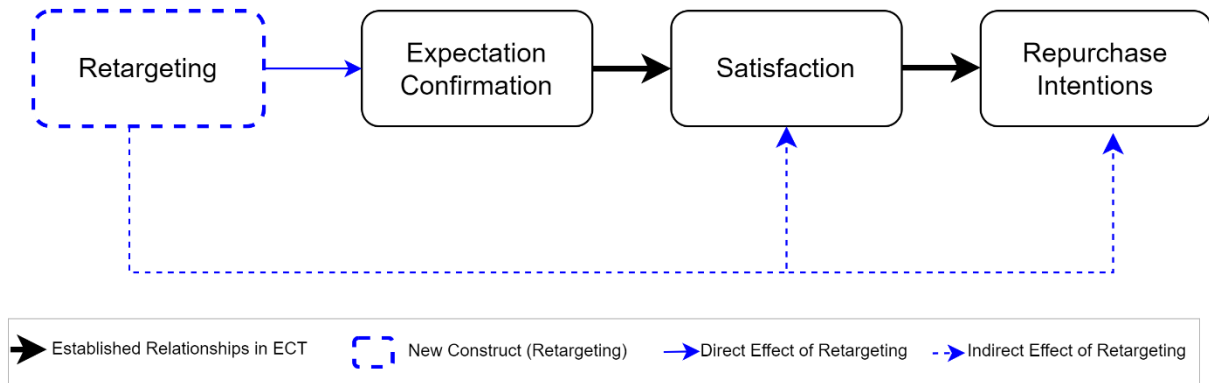 Retargeting
Expectation
Confirmation
Satisfaction
Repurchase
Intentions
Established Relationships in ECT
New Construct (Retargeting)
Direct Effect of Retargeting
Indirect Effect of Retargeting